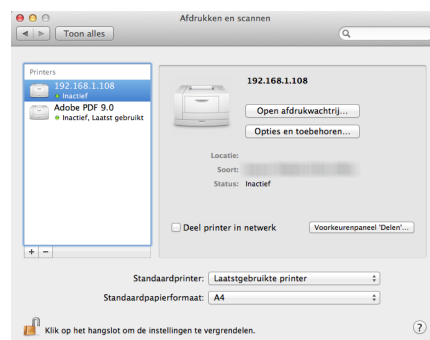 Afdrukken en scannen
Toon alles
Printers
192.168.1.108
Inactief
Adobe PDF 9.0
Inactief, Laatst gebruikt
192.168.1.108
Open afdrukwachtrij...
Opties en toebehoren...
Locatie:
Soort:
Status: Inactief
Deel printer in netwerk
Voorkeurenpaneel 'Delen'...
+ −
Standaardprinter: Laatstgebruikte printer
Standaardpapierformaat: A4
Klik op het hangslot om de instellingen te vergrendelen.
?